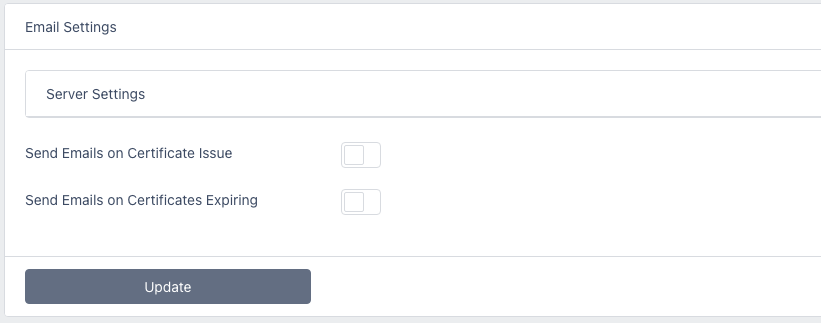 Email Settings
Server Settings
Send Emails on Certificate Issue
Send Emails on Certificates Expiring
Update